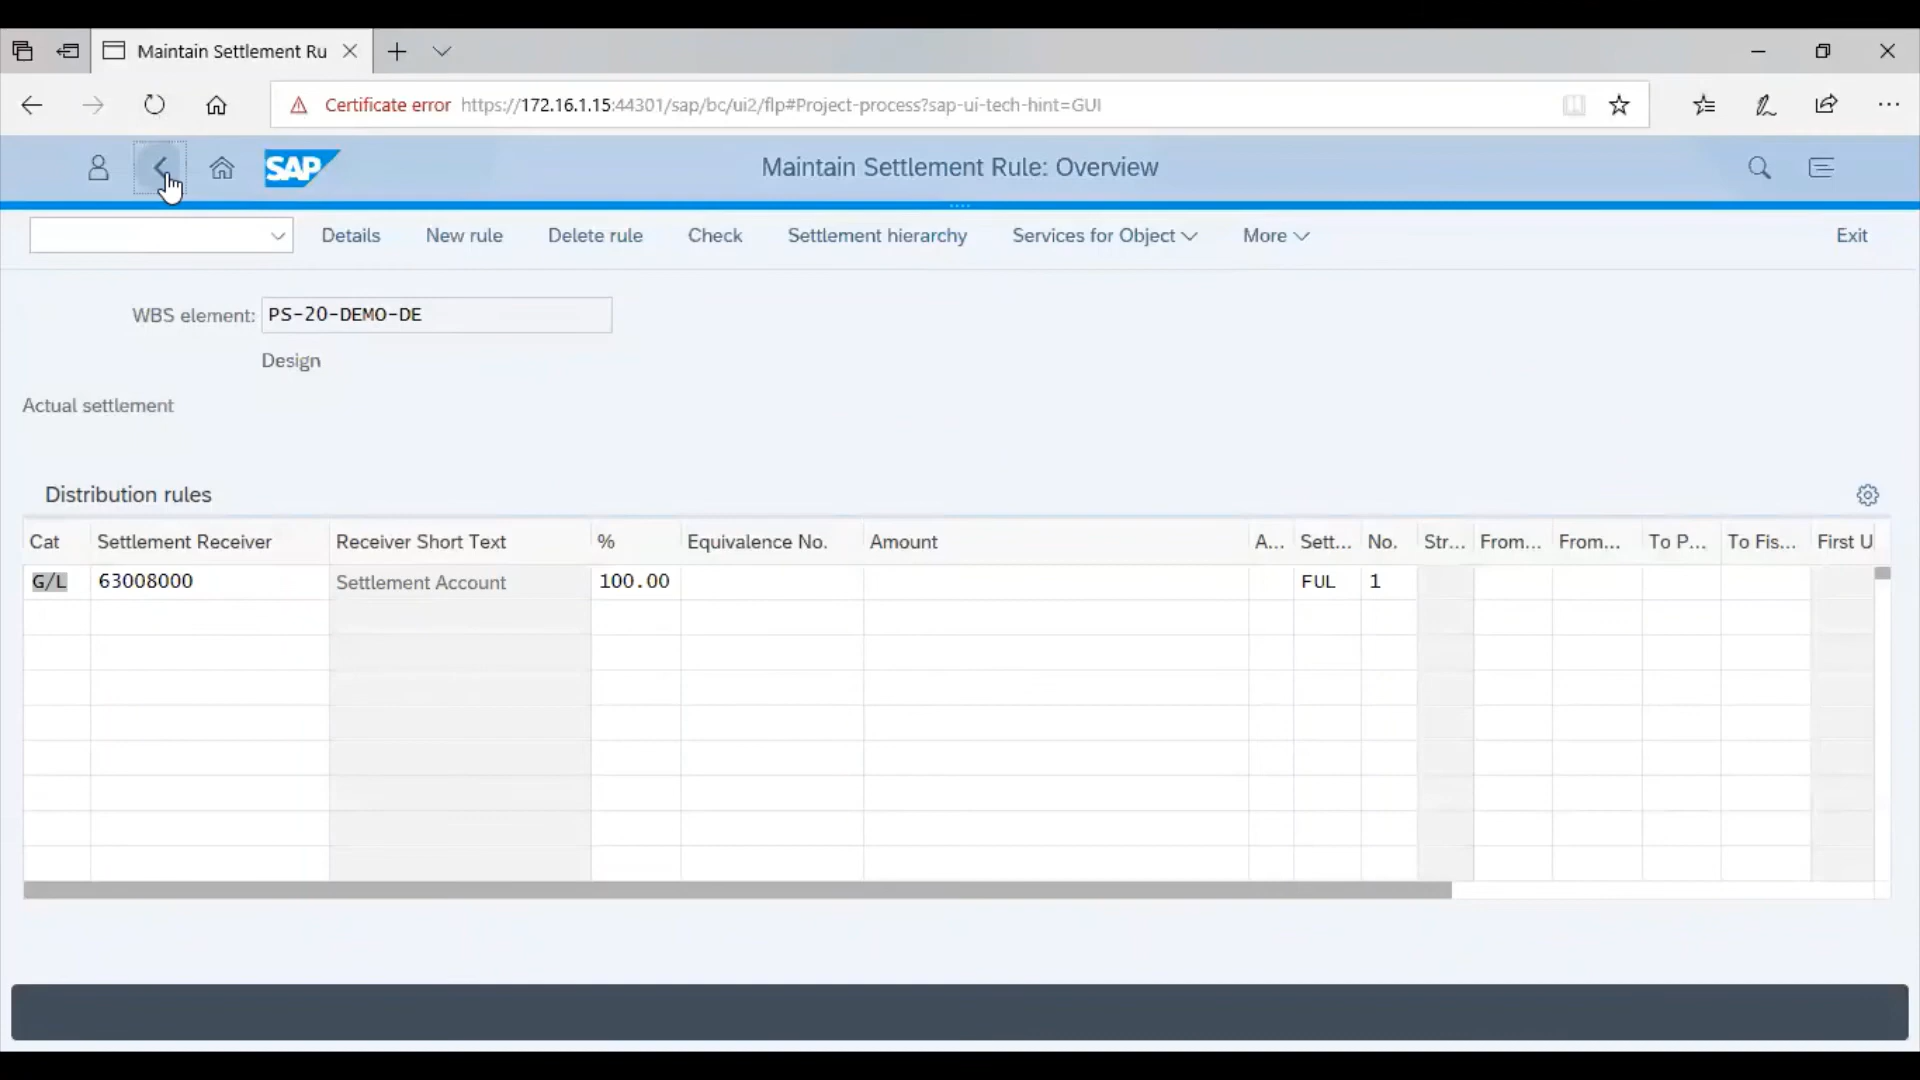 Maintain Settlement Ru
Certificate error https://172.16.1.15:44301/sap/bc/ui2/flp#Project-process?sap-ui-tech-hint=GUI
SAP Maintain Settlement Rule: Overview
Details New rule Delete rule Check Settlement hierarchy Services for Object More Exit
WBS element: PS-20-DEMO-DE
Design
Actual settlement
Distribution rules
Cat Settlement Receiver Receiver Short Text % Equivalence No. Amount A... Sett... No. Str... From... From... To P... To Fis... First U
G/L 63008000 Settlement Account 100.00 FUL 1